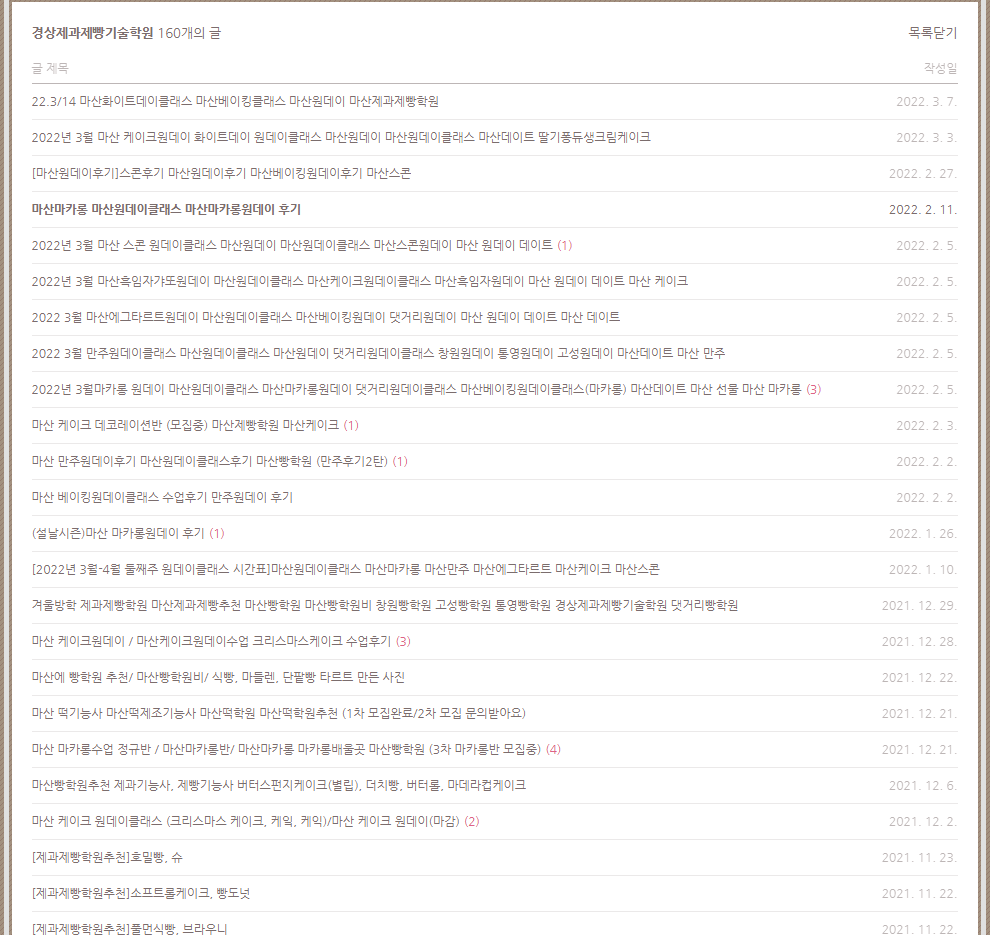 경상제과제빵기술학원 160개의 글 목록닫기
글 제목 작성일
22.3/14 마산화이트데이클래스 마산베이킹클래스 마산원데이 마산제과제빵학원 2022. 3. 7.
2022년 3월 마산 케이크원데이 화이트데이 원데이클래스 마산원데이 마산원데이클래스 마산데이트 딸기퐁듀생크림케이크 2022. 3. 3.
[마산원데이후기]스콘후기 마산원데이후기 마산베이킹원데이후기 마산스콘 2022. 2. 27.
마산마카롱 마산원데이클래스 마산마카롱원데이 후기 2022. 2. 11.
2022년 3월 마산 스콘 원데이클래스 마산원데이 마산원데이클래스 마산스콘원데이 마산 원데이 데이트 (1) 2022. 2. 5.
2022년 3월 마산흑임자갸또원데이 마산원데이클래스 마산케이크원데이클래스 마산흑임자원데이 마산 원데이 데이트 마산 케이크 2022. 2. 5.
2022 3월 마산에그타르트원데이 마산원데이클래스 마산베이킹원데이 댓거리원데이 마산 원데이 데이트 마산 데이트 2022. 2. 5.
2022 3월 만주원데이클래스 마산원데이클래스 마산원데이 댓거리원데이클래스 창원원데이 통영원데이 고성원데이 마산데이트 마산 만주 2022. 2. 5.
2022년 3월마카롱 원데이 마산원데이클래스 마산마카롱원데이 댓거리원데이클래스 마산베이킹원데이클래스(마카롱) 마산데이트 마산 선물 마산 마카롱 (3) 2022. 2. 5.
마산 케이크 데코레이션반 (모집중) 마산제빵학원 마산케이크 (1) 2022. 2. 3.
마산 만주원데이후기 마산원데이클래스후기 마산빵학원 (만주후기2탄) (1) 2022. 2. 2.
마산 베이킹원데이클래스 수업후기 만주원데이 후기 2022. 2. 2.
(설날시즌)마산 마카롱원데이 후기 (1) 2022. 1. 26.
[2022년 3월-4월 둘째주 원데이클래스 시간표]마산원데이클래스 마산마카롱 마산만주 마산에그타르트 마산케이크 마산스콘 2022. 1. 10.
겨울방학 제과제빵학원 마산제과제빵추천 마산빵학원 마산빵학원비 창원빵학원 고성빵학원 통영빵학원 경상제과제빵기술학원 댓거리빵학원 2021. 12. 29.
마산 케이크원데이 / 마산케이크원데이수업 크리스마스케이크 수업후기 (3) 2021. 12. 28.
마산에 빵학원 추천/ 마산빵학원비/ 식빵, 마들렌, 단팥빵 타르트 만든 사진 2021. 12. 22.
마산 떡기능사 마산떡제조기능사 마산떡학원 마산떡학원추천 (1차 모집완료/2차 모집 문의받아요) 2021. 12. 21.
마산 마카롱수업 정규반 / 마산마카롱반/ 마산마카롱 마카롱배울곳 마산빵학원 (3차 마카롱반 모집중) (4) 2021. 12. 21.
마산빵학원추천 제과기능사, 제빵기능사 버터스펀지케이크(별립), 더치빵, 버터롤, 마데라컵케이크 2021. 12. 6.
마산 케이크 원데이클래스 (크리스마스 케이크, 케잌, 케익)/마산 케이크 원데이(마감) (2) 2021. 12. 2.
[제과제빵학원추천]호밀빵, 슈 2021. 11. 23.
[제과제빵학원추천]소프트롤케이크, 빵도넛 2021. 11. 22.
[제과제빵학원추천]풀먼식빵, 브라우니 2021. 11. 22.